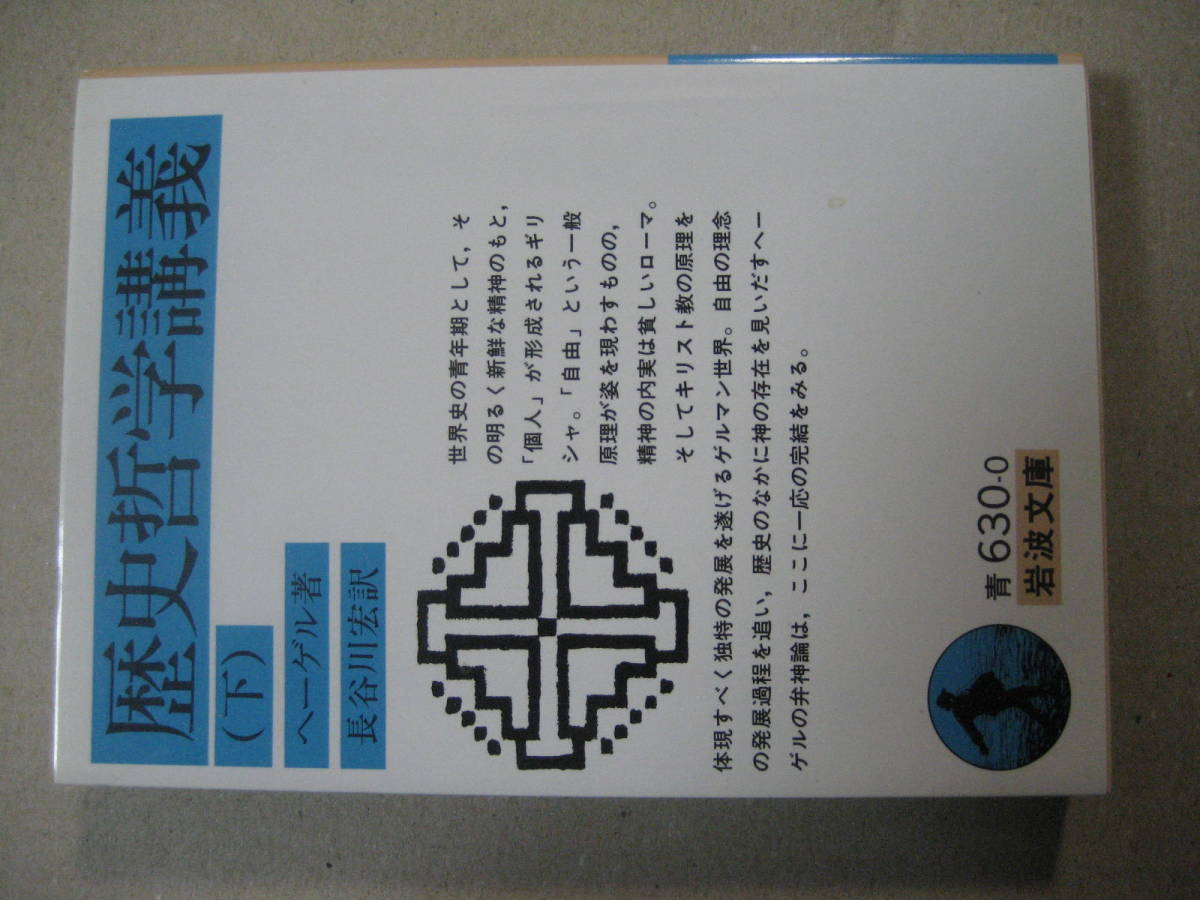 歴史哲学講義
(下)
ヘーゲル著
長谷川宏訳
世界史の青年期として，そ
の明るく新鮮な精神のもと，
「個人」が形成されるギリ
シャ。「自由」という一般
原理が姿を現わすものの，
精神の内実は貧しいローマ。
そしてキリスト教の原理を
体現すべく独特の発展を遂げるゲルマン世界。自由の理念
の発展過程を追い，歴史のなかに神の存在を見いだすヘー
ゲルの弁神論は，ここに一応の完結をみる。
青 630-0
岩波文庫